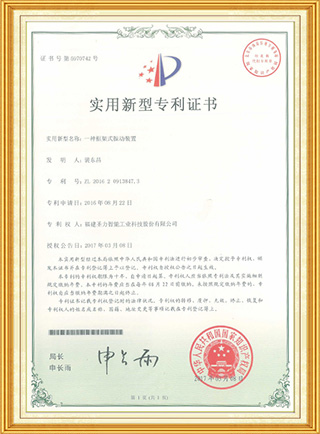 证书号第5970742号
实用新型专利证书
实用新型名称：一种桁架式振动装置
发 明 人：黄东昌
专 利 号：ZL 2016 2 0913847.3
专利申请日：2016年08月22日
专 利 权 人：福建圣力智能工业科技股份有限公司
授权公告日：2017年03月08日
本实用新型经过本局依照中华人民共和国专利法进行初步审查，决定授予专利权，颁
发本证书并在专利登记簿上予以登记。专利权自授权公告之日起生效。
本专利的专利权期限为十年，自申请日起算。专利权人应当依照专利法及其实施细则
规定缴纳年费。本专利的年费应当在每年08月22日前缴纳。未按照规定缴纳年费的，专
利权自应当缴纳年费期满之日起终止。
专利证书记载专利权登记时的法律状况。专利权的转移、质押、无效、终止、恢复和
专利权人的姓名或名称、国籍、地址变更等事项记载在专利登记簿上。
局长
申长雨
申长雨
中华人民共和国国家知识产权局
2017年03月08日
第1页（共1页）